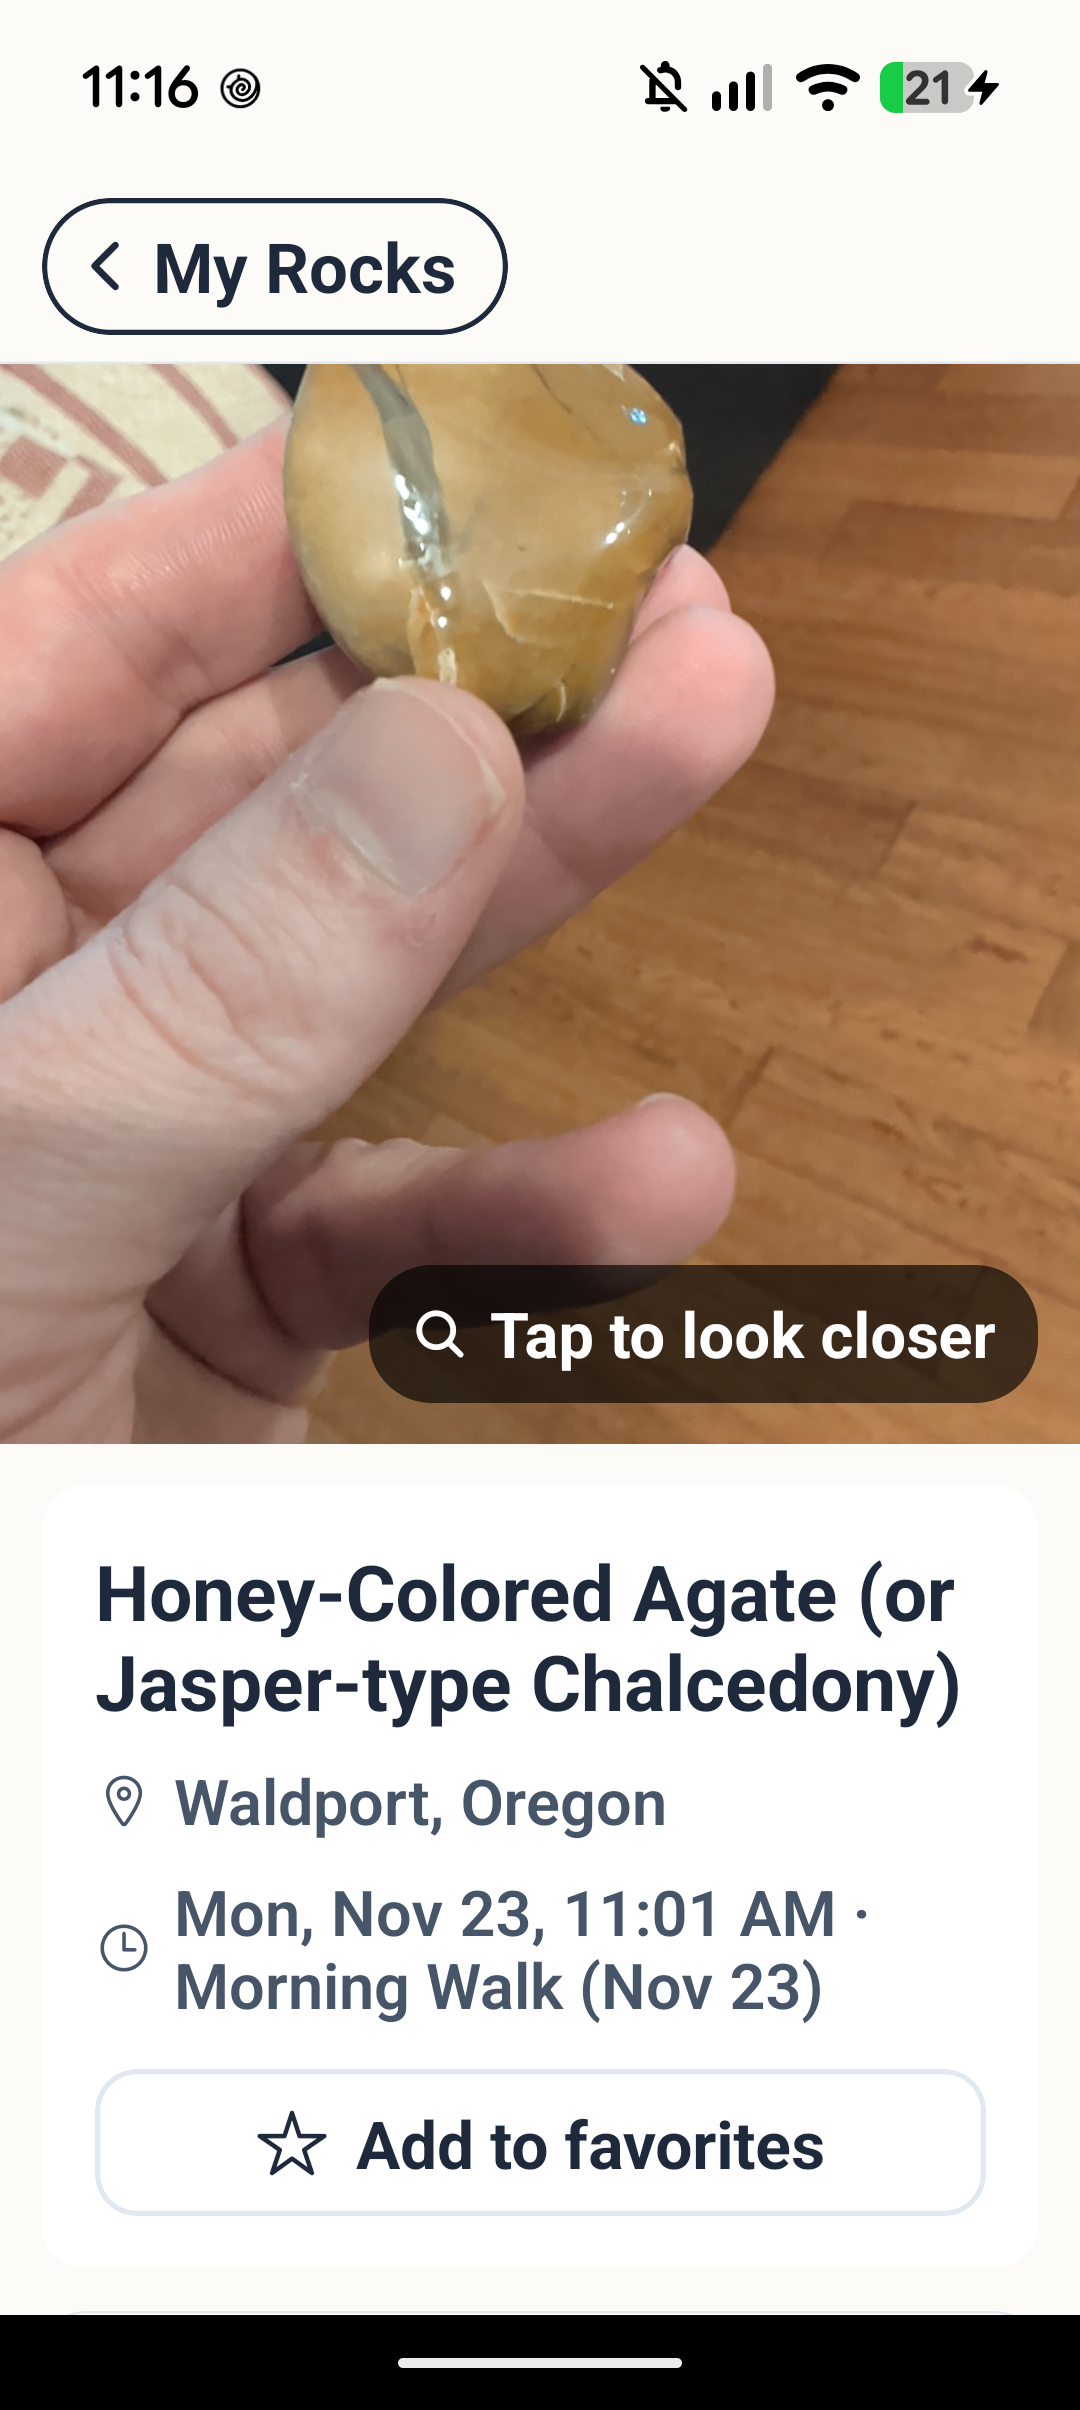 11:16
21
My Rocks
Tap to look closer
Honey-Colored Agate (or
Jasper-type Chalcedony)
Waldport, Oregon
Mon, Nov 23, 11:01 AM ·
Morning Walk (Nov 23)
Add to favorites